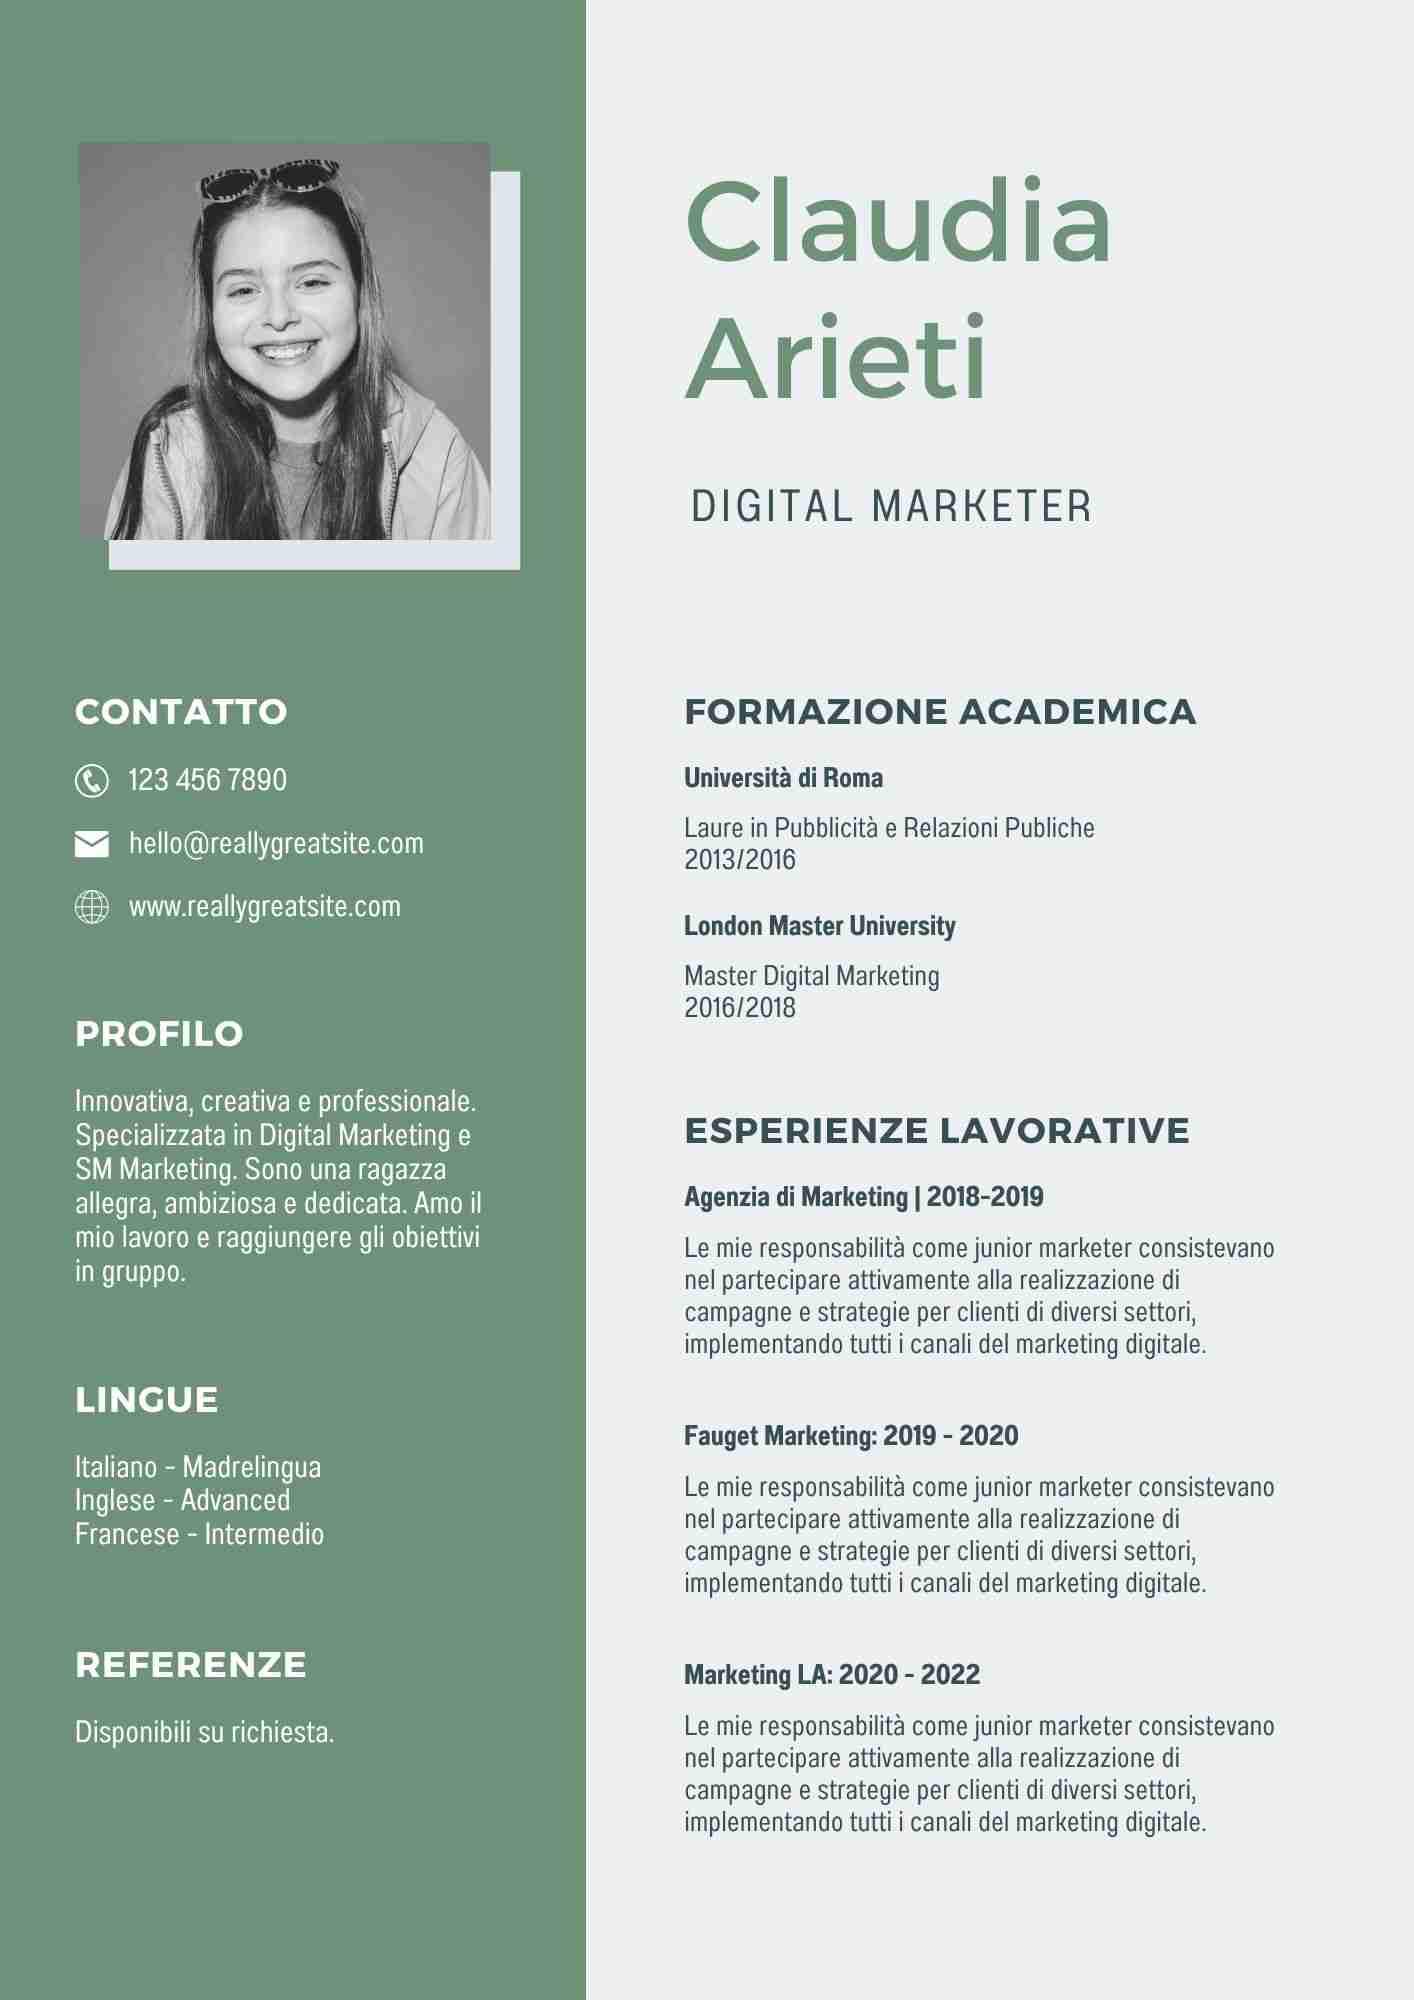 Claudia
Arieti
DIGITAL MARKETER
CONTATTO
123 456 7890
hello@reallygreatsite.com
www.reallygreatsite.com
PROFILO
Innovativa, creativa e professionale.
Specializzata in Digital Marketing e
SM Marketing. Sono una ragazza
allegra, ambiziosa e dedicata. Amo il
mio lavoro e raggiungere gli obiettivi
in gruppo.
LINGUE
Italiano - Madrelingua
Inglese - Advanced
Francese - Intermedio
REFERENZE
Disponibili su richiesta.
FORMAZIONE ACADEMICA
Università di Roma
Laure in Pubblicità e Relazioni Publiche
2013/2016
London Master University
Master Digital Marketing
2016/2018
ESPERIENZE LAVORATIVE
Agenzia di Marketing | 2018-2019
Le mie responsabilità come junior marketer consistevano
nel partecipare attivamente alla realizzazione di
campagne e strategie per clienti di diversi settori,
implementando tutti i canali del marketing digitale.
Fauget Marketing: 2019 - 2020
Le mie responsabilità come junior marketer consistevano
nel partecipare attivamente alla realizzazione di
campagne e strategie per clienti di diversi settori,
implementando tutti i canali del marketing digitale.
Marketing LA: 2020 - 2022
Le mie responsabilità come junior marketer consistevano
nel partecipare attivamente alla realizzazione di
campagne e strategie per clienti di diversi settori,
implementando tutti i canali del marketing digitale.